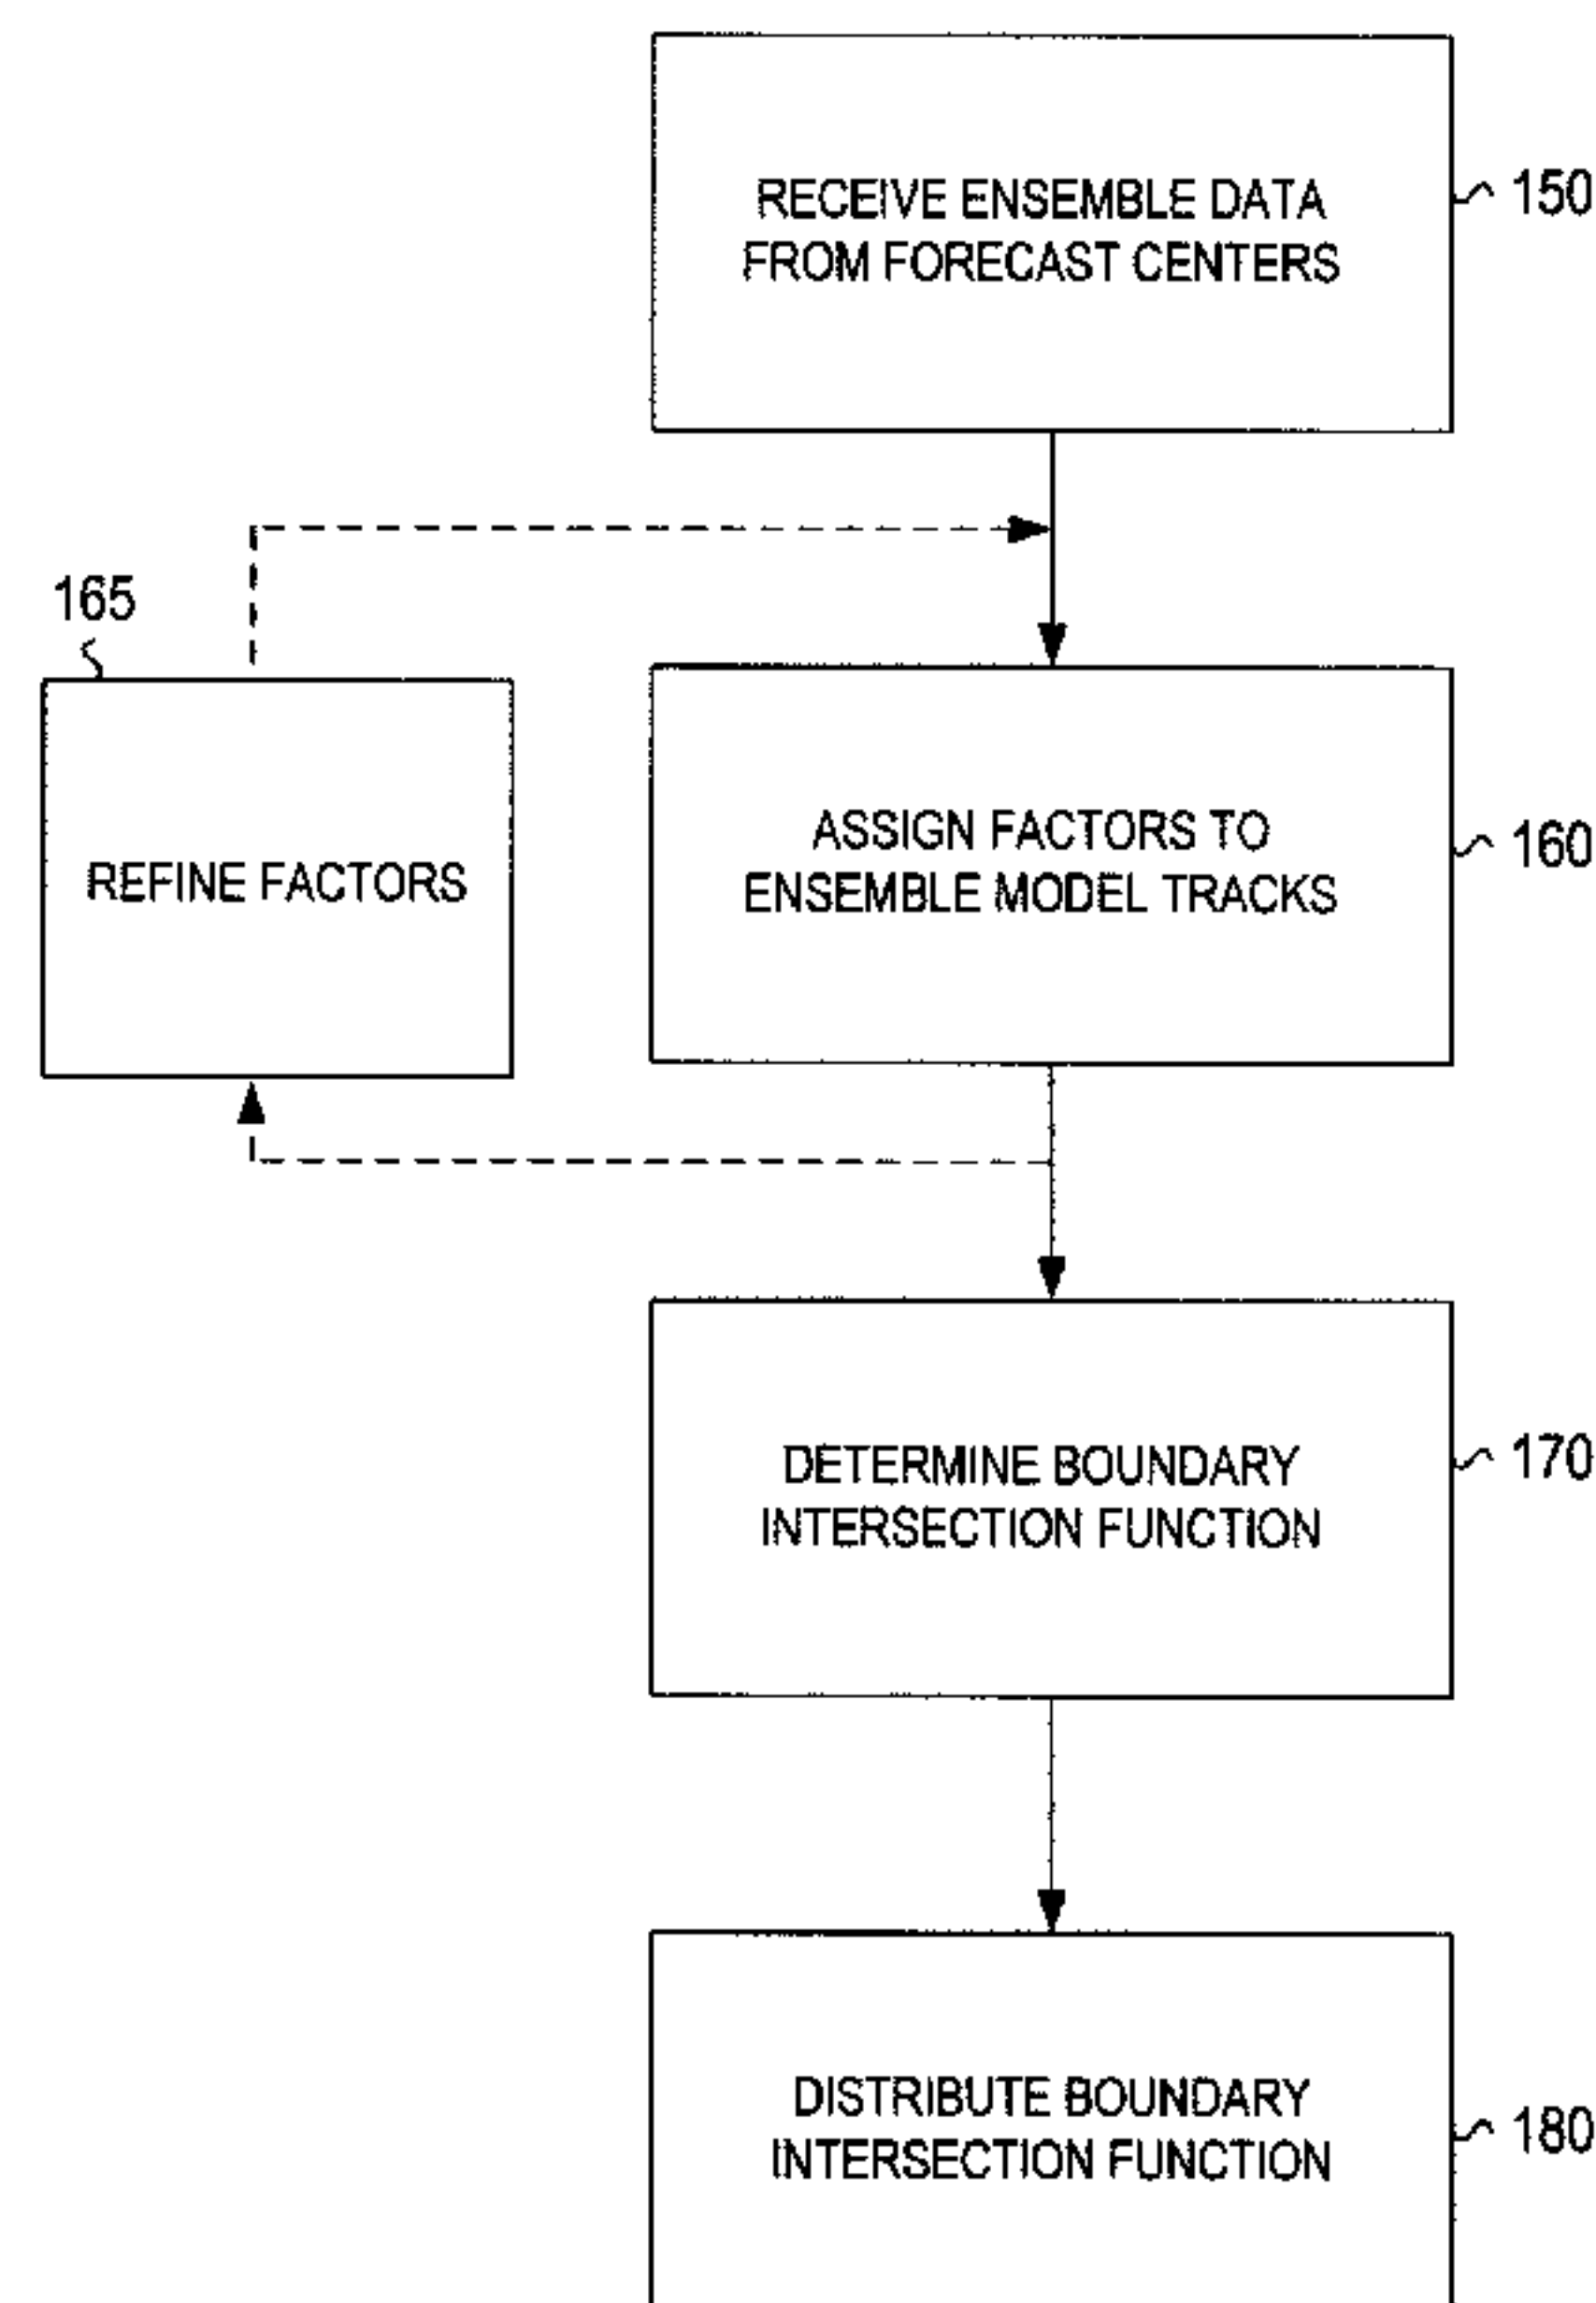 RECEIVE ENSEMBLE DATA
FROM FORECAST CENTERS
150
165
REFINE FACTORS
ASSIGN FACTORS TO
ENSEMBLE MODEL TRACKS
160
DETERMINE BOUNDARY
INTERSECTION FUNCTION
170
DISTRIBUTE BOUNDARY
INTERSECTION FUNCTION
180